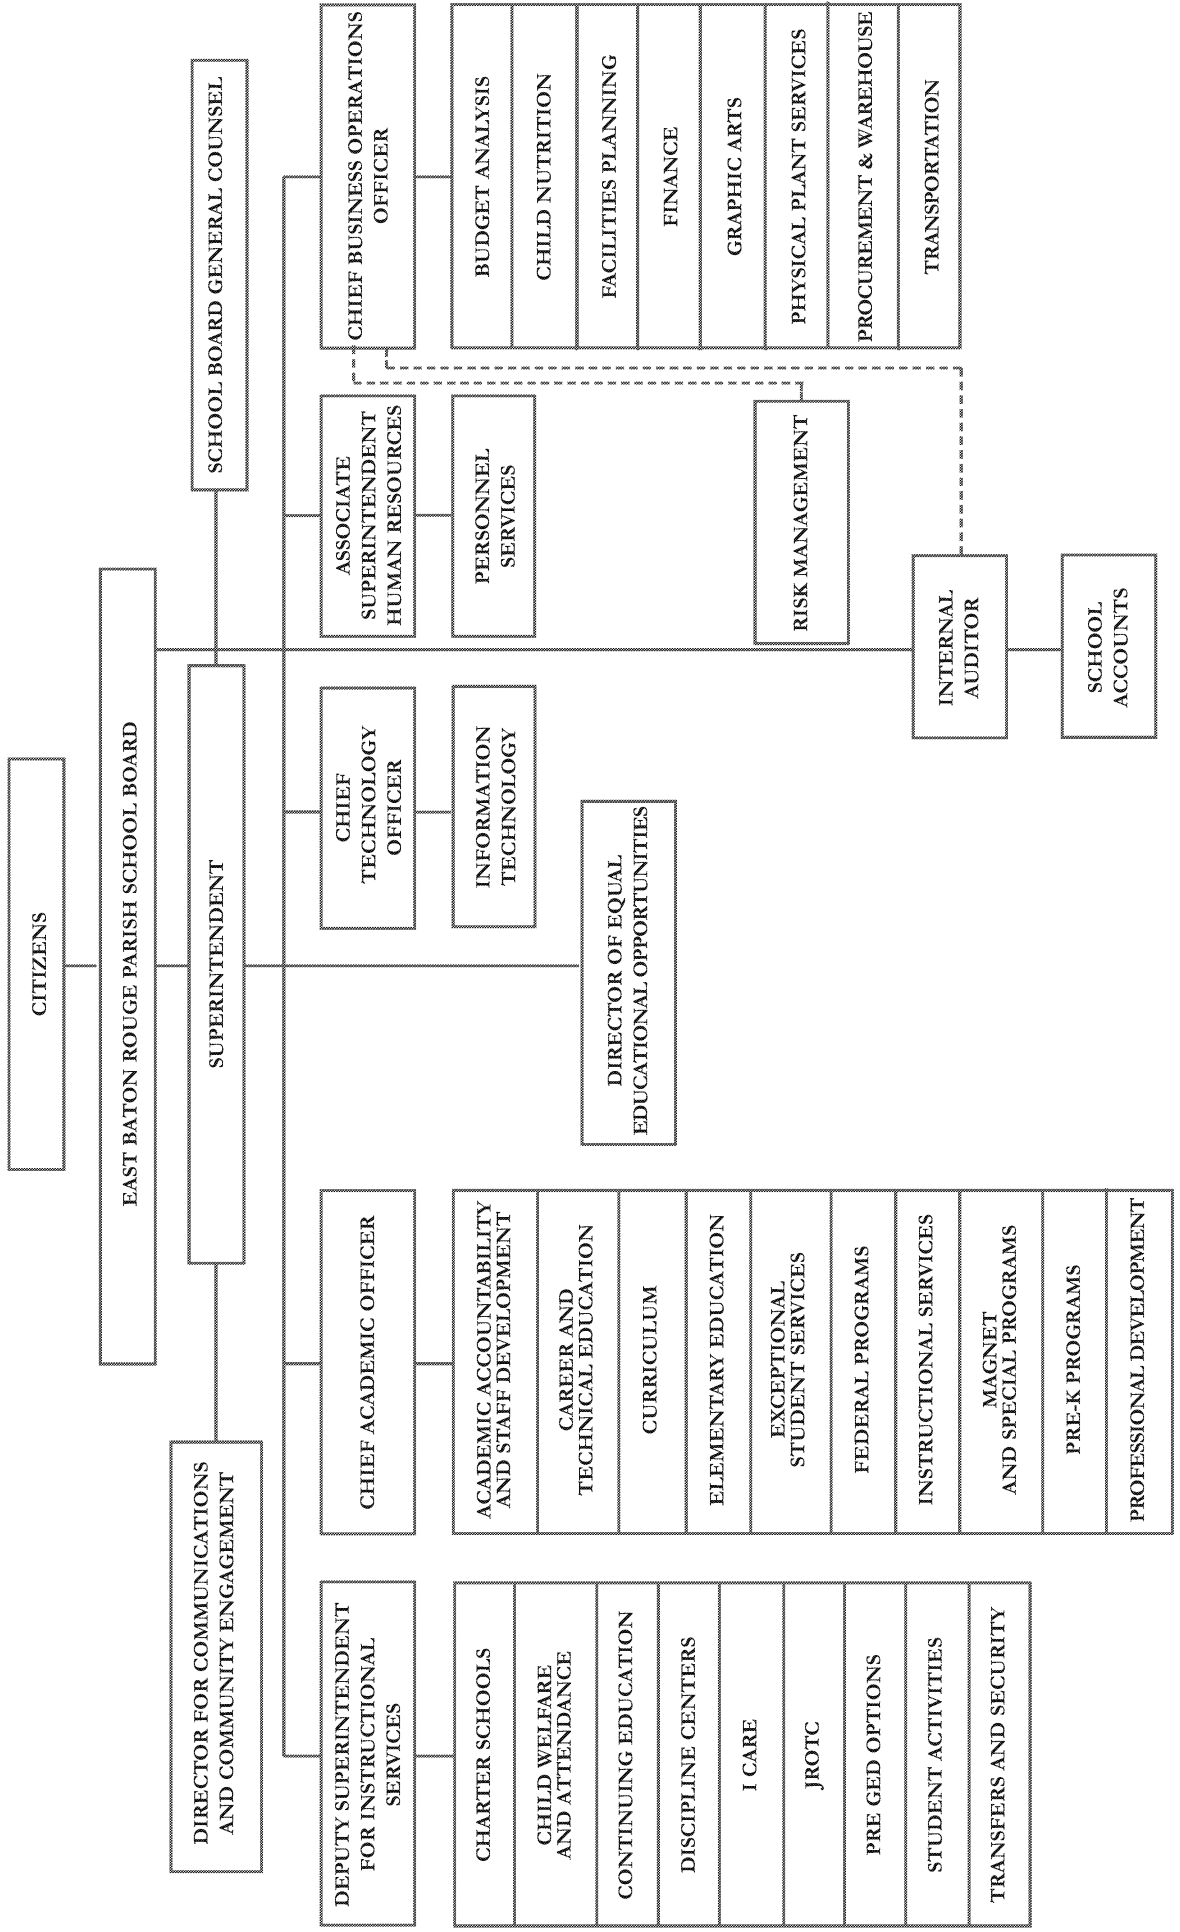 CITIZENS
EAST BATON ROUGE PARISH SCHOOL BOARD
DIRECTOR FOR COMMUNICATIONS
AND COMMUNITY ENGAGEMENT
SUPERINTENDENT
SCHOOL BOARD GENERAL COUNSEL
DEPUTY SUPERINTENDENT
FOR INSTRUCTIONAL
SERVICES
CHARTER SCHOOLS
CHILD WELFARE
AND ATTENDANCE
CONTINUING EDUCATION
DISCIPLINE CENTERS
I CARE
JROTC
PRE GED OPTIONS
STUDENT ACTIVITIES
TRANSFERS AND SECURITY
CHIEF ACADEMIC OFFICER
ACADEMIC ACCOUNTABILITY
AND STAFF DEVELOPMENT
CAREER AND
TECHNICAL EDUCATION
CURRICULUM
ELEMENTARY EDUCATION
EXCEPTIONAL
STUDENT SERVICES
FEDERAL PROGRAMS
INSTRUCTIONAL SERVICES
MAGNET
AND SPECIAL PROGRAMS
PRE-K PROGRAMS
PROFESSIONAL DEVELOPMENT
DIRECTOR OF EQUAL
EDUCATIONAL OPPORTUNITIES
CHIEF
TECHNOLOGY
OFFICER
INFORMATION
TECHNOLOGY
ASSOCIATE
SUPERINTENDENT
HUMAN RESOURCES
PERSONNEL
SERVICES
RISK MANAGEMENT
INTERNAL
AUDITOR
SCHOOL
ACCOUNTS
CHIEF BUSINESS OPERATIONS
OFFICER
BUDGET ANALYSIS
CHILD NUTRITION
FACILITIES PLANNING
FINANCE
GRAPHIC ARTS
PHYSICAL PLANT SERVICES
PROCUREMENT & WAREHOUSE
TRANSPORTATION